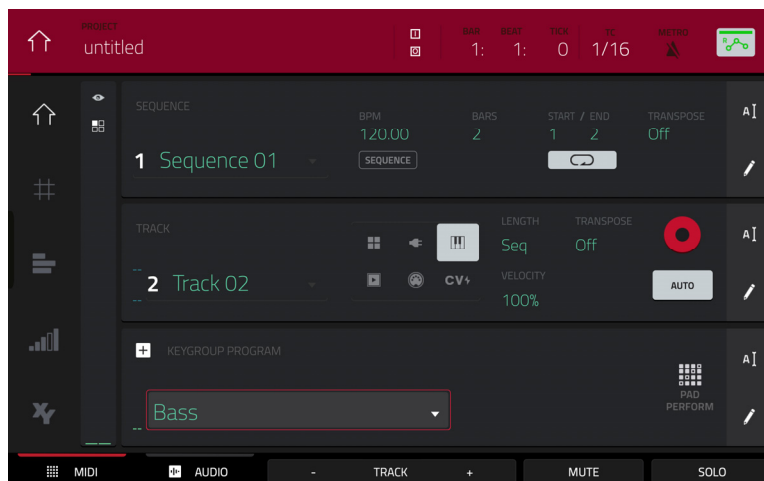 PROJECT BAR BEAT TICK TC METRO
untitled 1: 1: 0 1/16 R
SEQUENCE BPM BARS START / END TRANSPOSE
120.00 2 1 2 Off
1 Sequence 01 SEQUENCE
TRACK LENGTH TRANSPOSE
Seq Off
2 Track 02 CV VELOCITY AUTO
100%
KEYGROUP PROGRAM
Bass PAD
PERFORM
XY
MIDI AUDIO - TRACK + MUTE SOLO